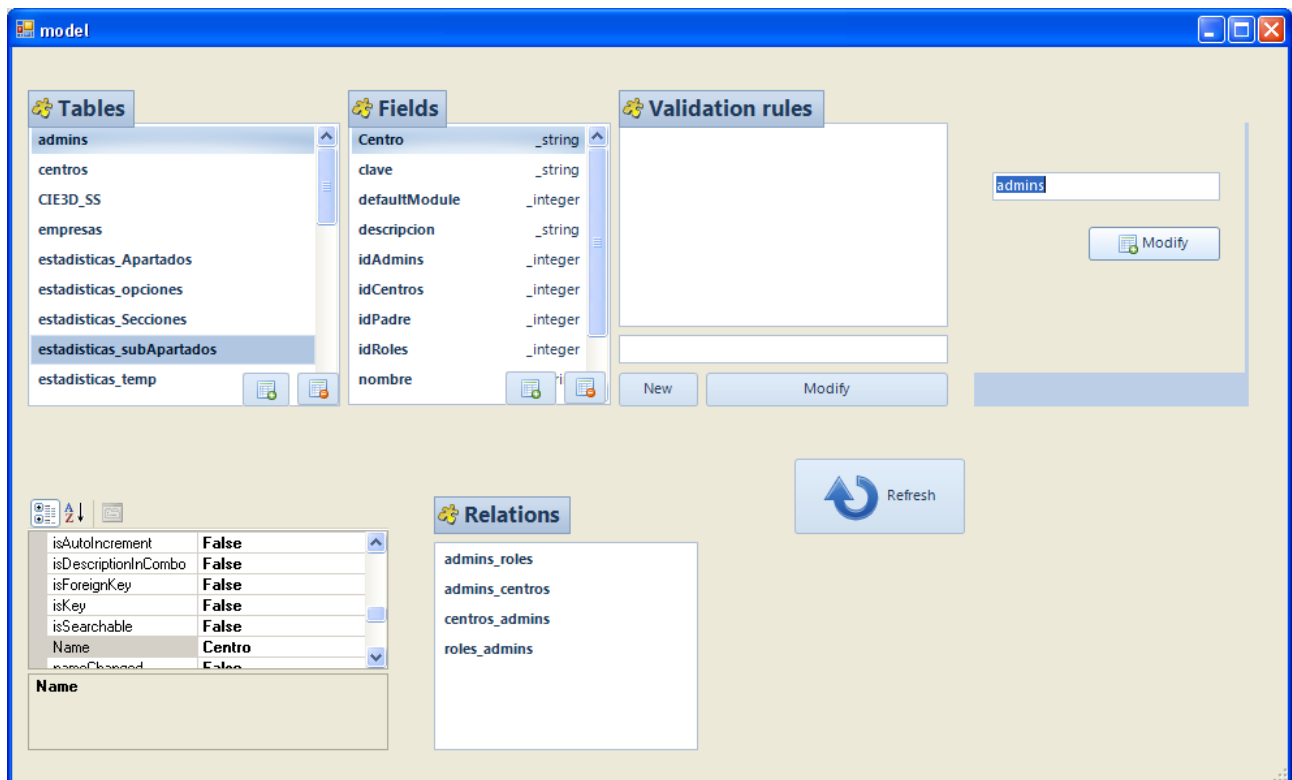 model
Tables
admins
centros
CIE3D_SS
empresas
estadisticas_Apartados
estadisticas_opciones
estadisticas_Secciones
estadisticas_subApartados
estadisticas_temp
Fields
Centro _string
clave _string
defaultModule _integer
descripcion _string
idAdmins _integer
idCentros _integer
idPadre _integer
idRoles _integer
nombre
Validation rules
New Modify
admins
Modify
Refresh
isAutoIncrement False
isDescriptionInCombo False
isForeignKey False
isKey False
isSearchable False
Name Centro
nameChanged False
Name
Relations
admins_roles
admins_centros
centros_admins
roles_admins